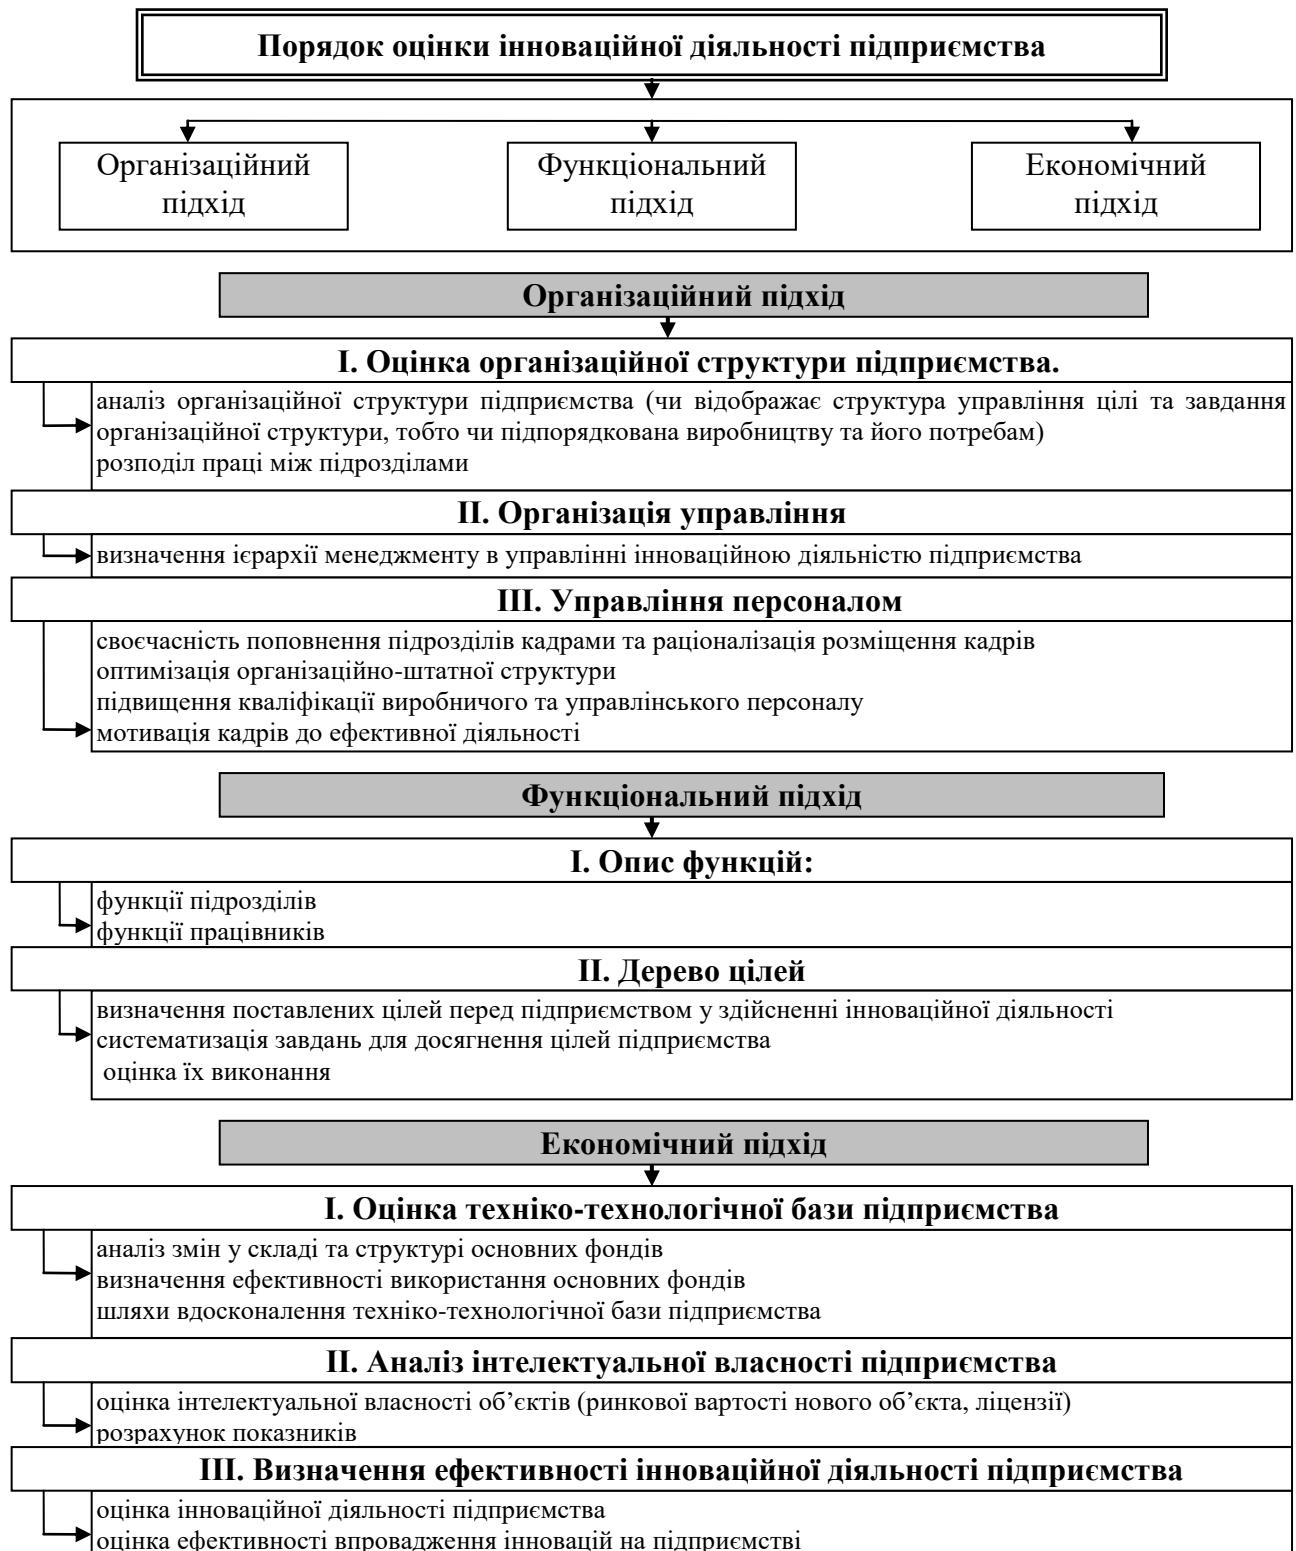 Порядок оцінки інноваційної діяльності підприємства
Організаційний
підхід
Функціональний
підхід
Економічний
підхід
Організаційний підхід
І. Оцінка організаційної структури підприємства.
аналіз організаційної структури підприємства (чи відображає структура управління цілі та завдання
організаційної структури, тобто чи підпорядкована виробництву та його потребам)
розподіл праці між підрозділами
ІІ. Організація управління
визначення ієрархії менеджменту в управлінні інноваційною діяльністю підприємства
ІІІ. Управління персоналом
своєчасність поповнення підрозділів кадрами та раціоналізація розміщення кадрів
оптимізація організаційно-штатної структури
підвищення кваліфікації виробничого та управлінського персоналу
мотивація кадрів до ефективної діяльності
Функціональний підхід
І. Опис функцій:
функції підрозділів
функції працівників
ІІ. Дерево цілей
визначення поставлених цілей перед підприємством у здійсненні інноваційної діяльності
систематизація завдань для досягнення цілей підприємства
оцінка їх виконання
Економічний підхід
І. Оцінка техніко-технологічної бази підприємства
аналіз змін у складі та структурі основних фондів
визначення ефективності використання основних фондів
шляхи вдосконалення техніко-технологічної бази підприємства
ІІ. Аналіз інтелектуальної власності підприємства
оцінка інтелектуальної власності об’єктів (ринкової вартості нового об’єкта, ліцензії)
розрахунок показників
ІІІ. Визначення ефективності інноваційної діяльності підприємства
оцінка інноваційної діяльності підприємства
оцінка ефективності впровадження інновацій на підприємстві